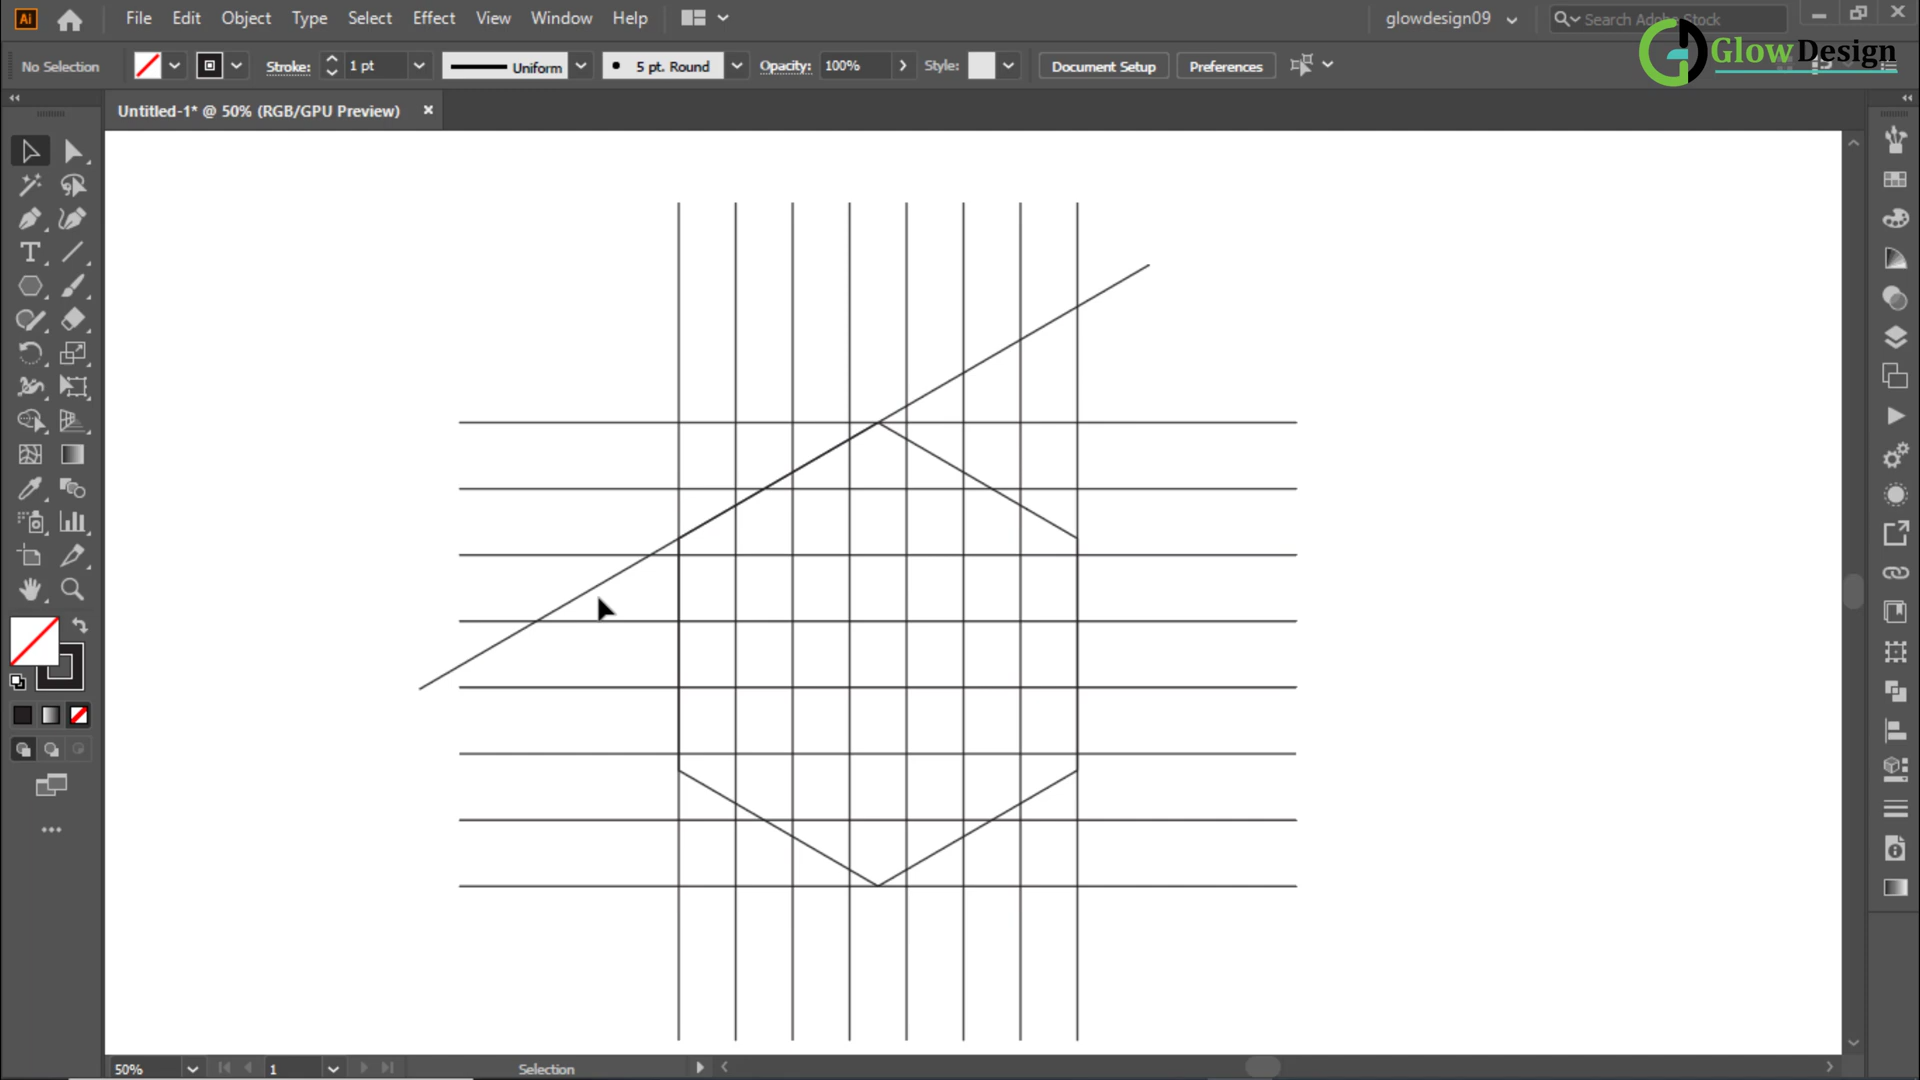 Ai File Edit Object Type Select Effect View Window Help glowdesign09 Search Adobe Stock
GlowDesign
No Selection Stroke: 1 pt Uniform 5 pt. Round Opacity: 100% Style: Document Setup Preferences
Untitled-1* @ 50% (RGB/GPU Preview)
50% 1 Selection